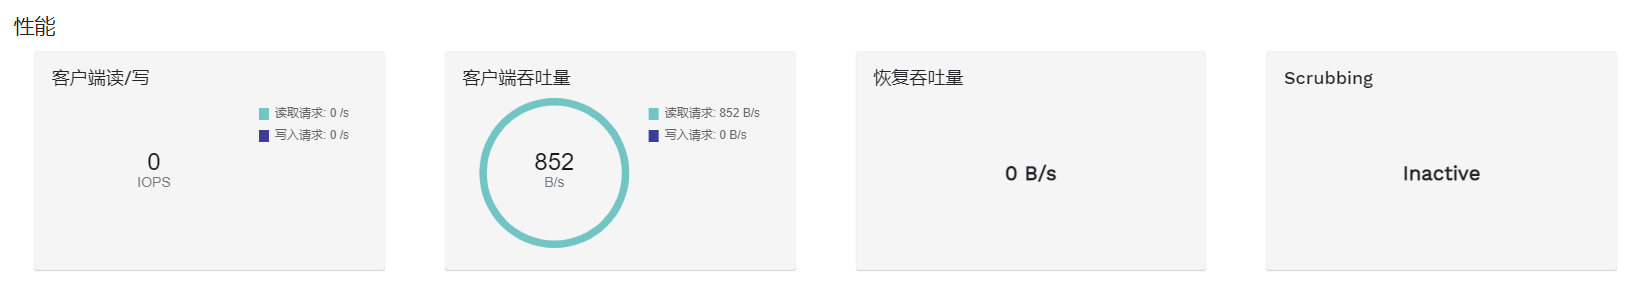 性能
客户端读/写
读取请求: 0 /s
写入请求: 0 /s
0
IOPS
客户端吞吐量
读取请求: 852 B/s
写入请求: 0 B/s
852
B/s
恢复吞吐量
0 B/s
Scrubbing
Inactive